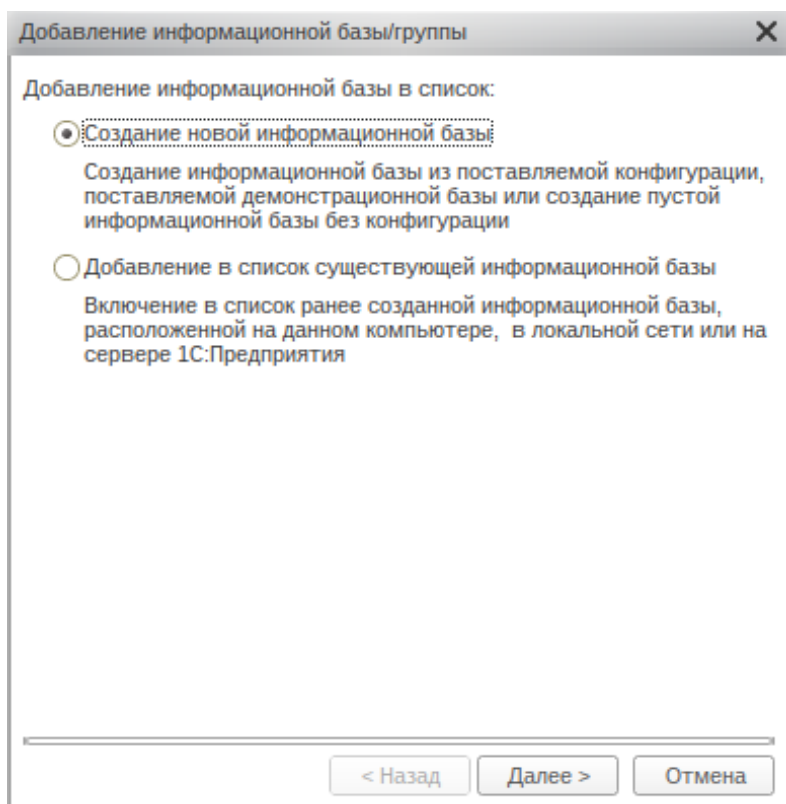 Добавление информационной базы/группы
Добавление информационной базы в список:
Создание новой информационной базы
Создание информационной базы из поставляемой конфигурации,
поставляемой демонстрационной базы или создание пустой
информационной базы без конфигурации
Добавление в список существующей информационной базы
Включение в список ранее созданной информационной базы,
расположенной на данном компьютере,  в локальной сети или на
сервере 1С:Предприятия
< Назад
Далее >
Отмена